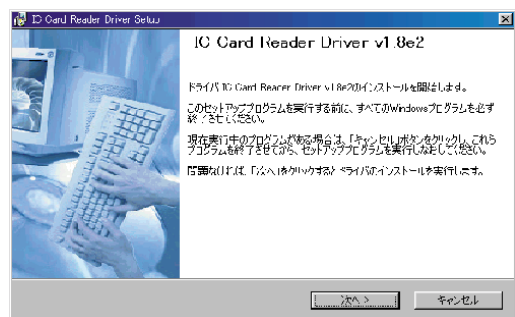 IC Card Reader Driver Setup
IC Card Reader Driver v1.8e2
ドライバ IC Card Reader Driver v1.8e2のインストールを開始します。
このセットアッププログラムを実行する前に、すべてのWindowsプログラムを必ず
終了させてください。
現在実行中のプログラムがある場合は、「キャンセル」ボタンをクリックし、これら
プログラムを終了させてから、セットアッププログラムを実行しなおしてください。
問題なければ、「次へ」をクリックするとドライバのインストールを実行します。
次へ >
キャンセル